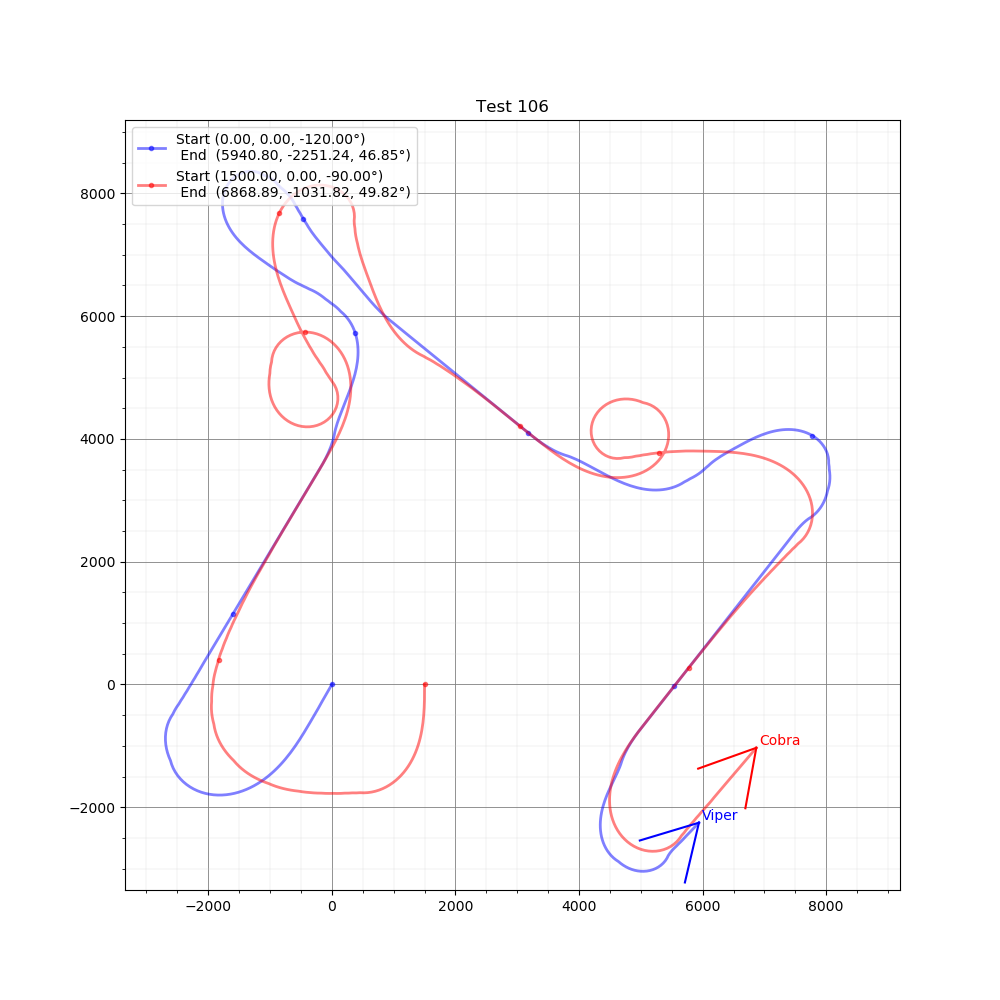 Test 106
Start (0.00, 0.00, -120.00°)
End (5940.80, -2251.24, 46.85°)
Start (1500.00, 0.00, -90.00°)
End (6868.89, -1031.82, 49.82°)
8000
6000
4000
2000
0
−2000
Cobra
Viper
−2000
0
2000
4000
6000
8000